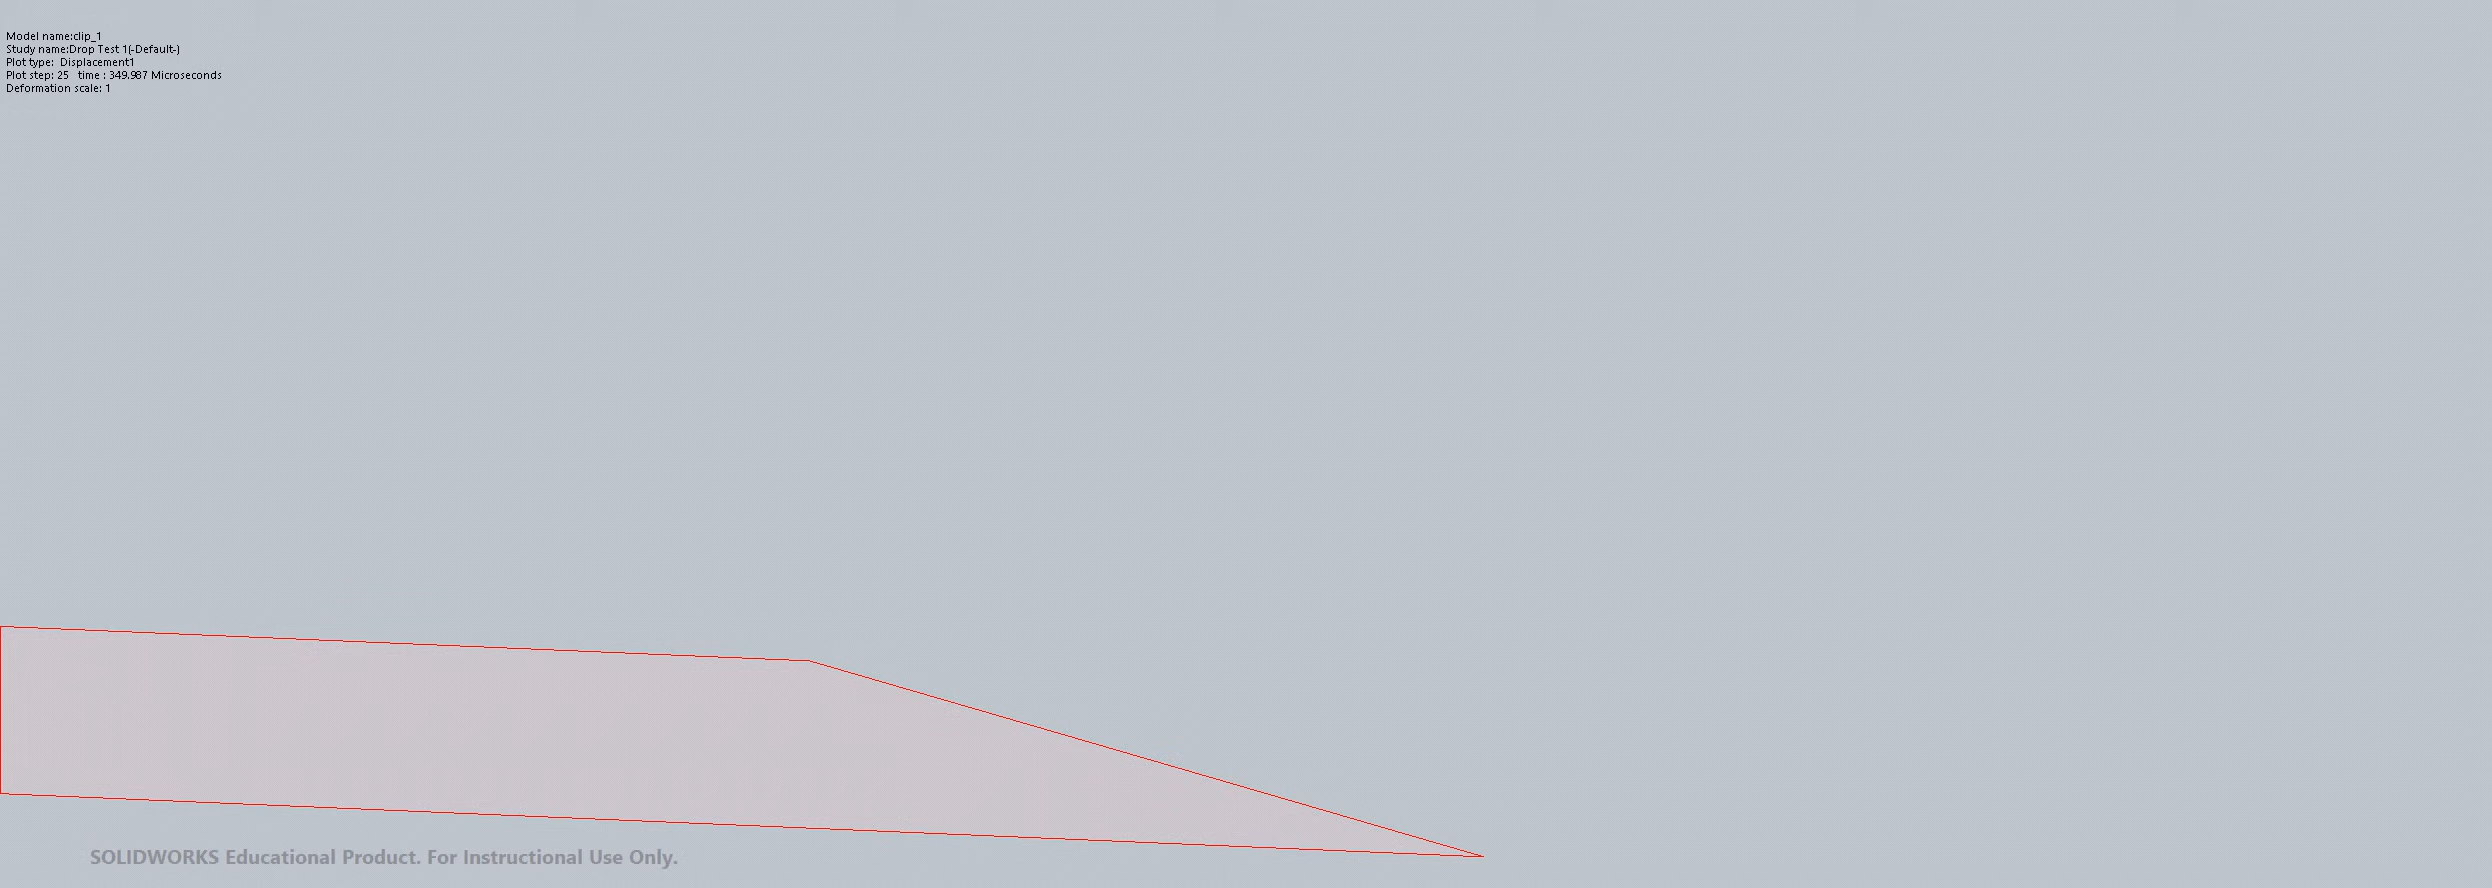 Model name:clip_1
Study name:Drop Test 1(-Default-)
Plot type:  Displacement1
Plot step: 25   time : 349.987 Microseconds
Deformation scale: 1
SOLIDWORKS Educational Product. For Instructional Use Only.